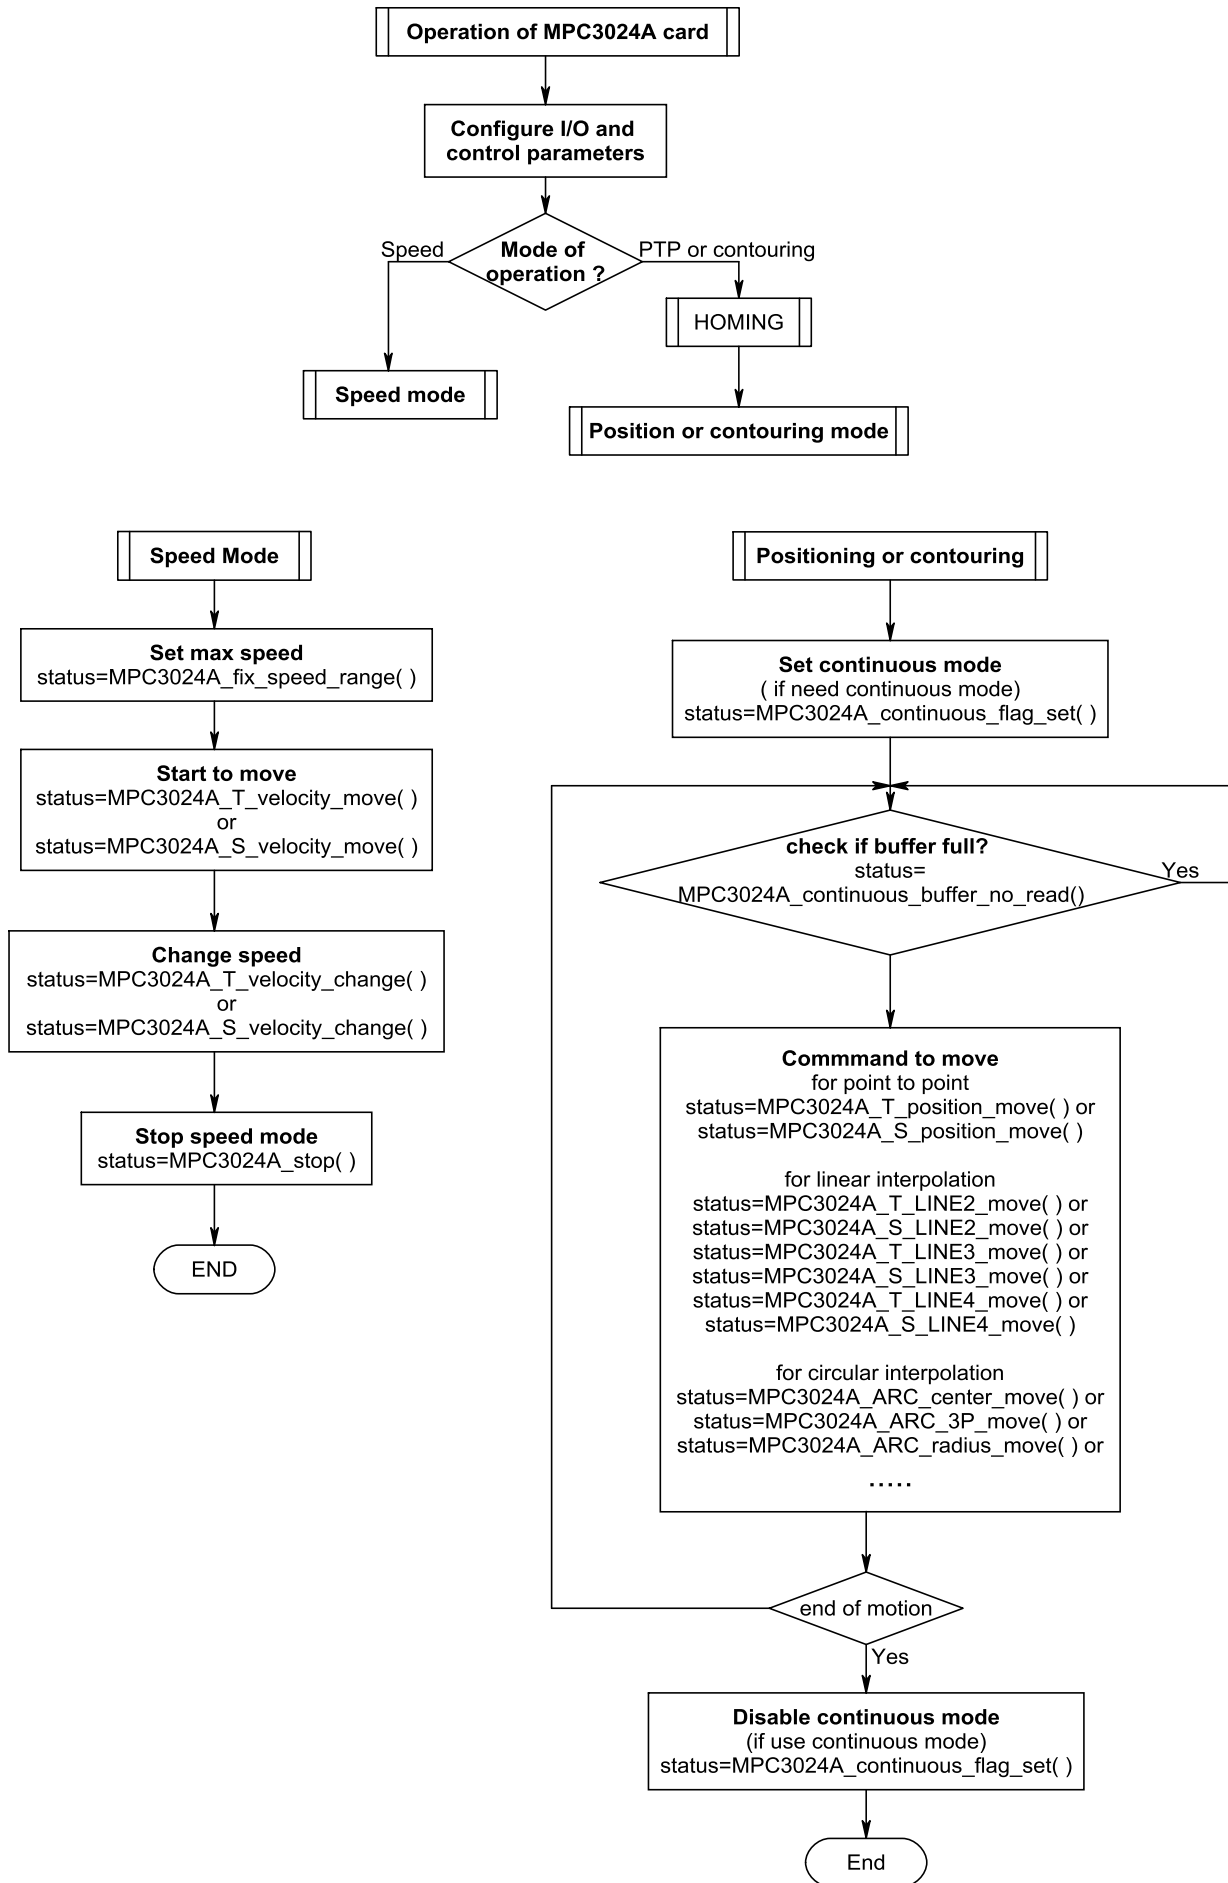 Operation of MPC3024A card
Configure I/O and
control parameters
Speed
Mode of
operation ?
PTP or contouring
HOMING
Speed mode
Position or contouring mode
Speed Mode
Set max speed
status=MPC3024A_fix_speed_range( )
Start to move
status=MPC3024A_T_velocity_move( )
or
status=MPC3024A_S_velocity_move( )
Change speed
status=MPC3024A_T_velocity_change( )
or
status=MPC3024A_S_velocity_change( )
Stop speed mode
status=MPC3024A_stop( )
END
Positioning or contouring
Set continuous mode
( if need continuous mode)
status=MPC3024A_continuous_flag_set( )
check if buffer full?
status=
MPC3024A_continuous_buffer_no_read()
Yes
Commmand to move
for point to point
status=MPC3024A_T_position_move( ) or
status=MPC3024A_S_position_move( )
for linear interpolation
status=MPC3024A_T_LINE2_move( ) or
status=MPC3024A_S_LINE2_move( ) or
status=MPC3024A_T_LINE3_move( ) or
status=MPC3024A_S_LINE3_move( ) or
status=MPC3024A_T_LINE4_move( ) or
status=MPC3024A_S_LINE4_move( )
for circular interpolation
status=MPC3024A_ARC_center_move( ) or
status=MPC3024A_ARC_3P_move( ) or
status=MPC3024A_ARC_radius_move( ) or
.....
end of motion
Yes
Disable continuous mode
(if use continuous mode)
status=MPC3024A_continuous_flag_set( )
End